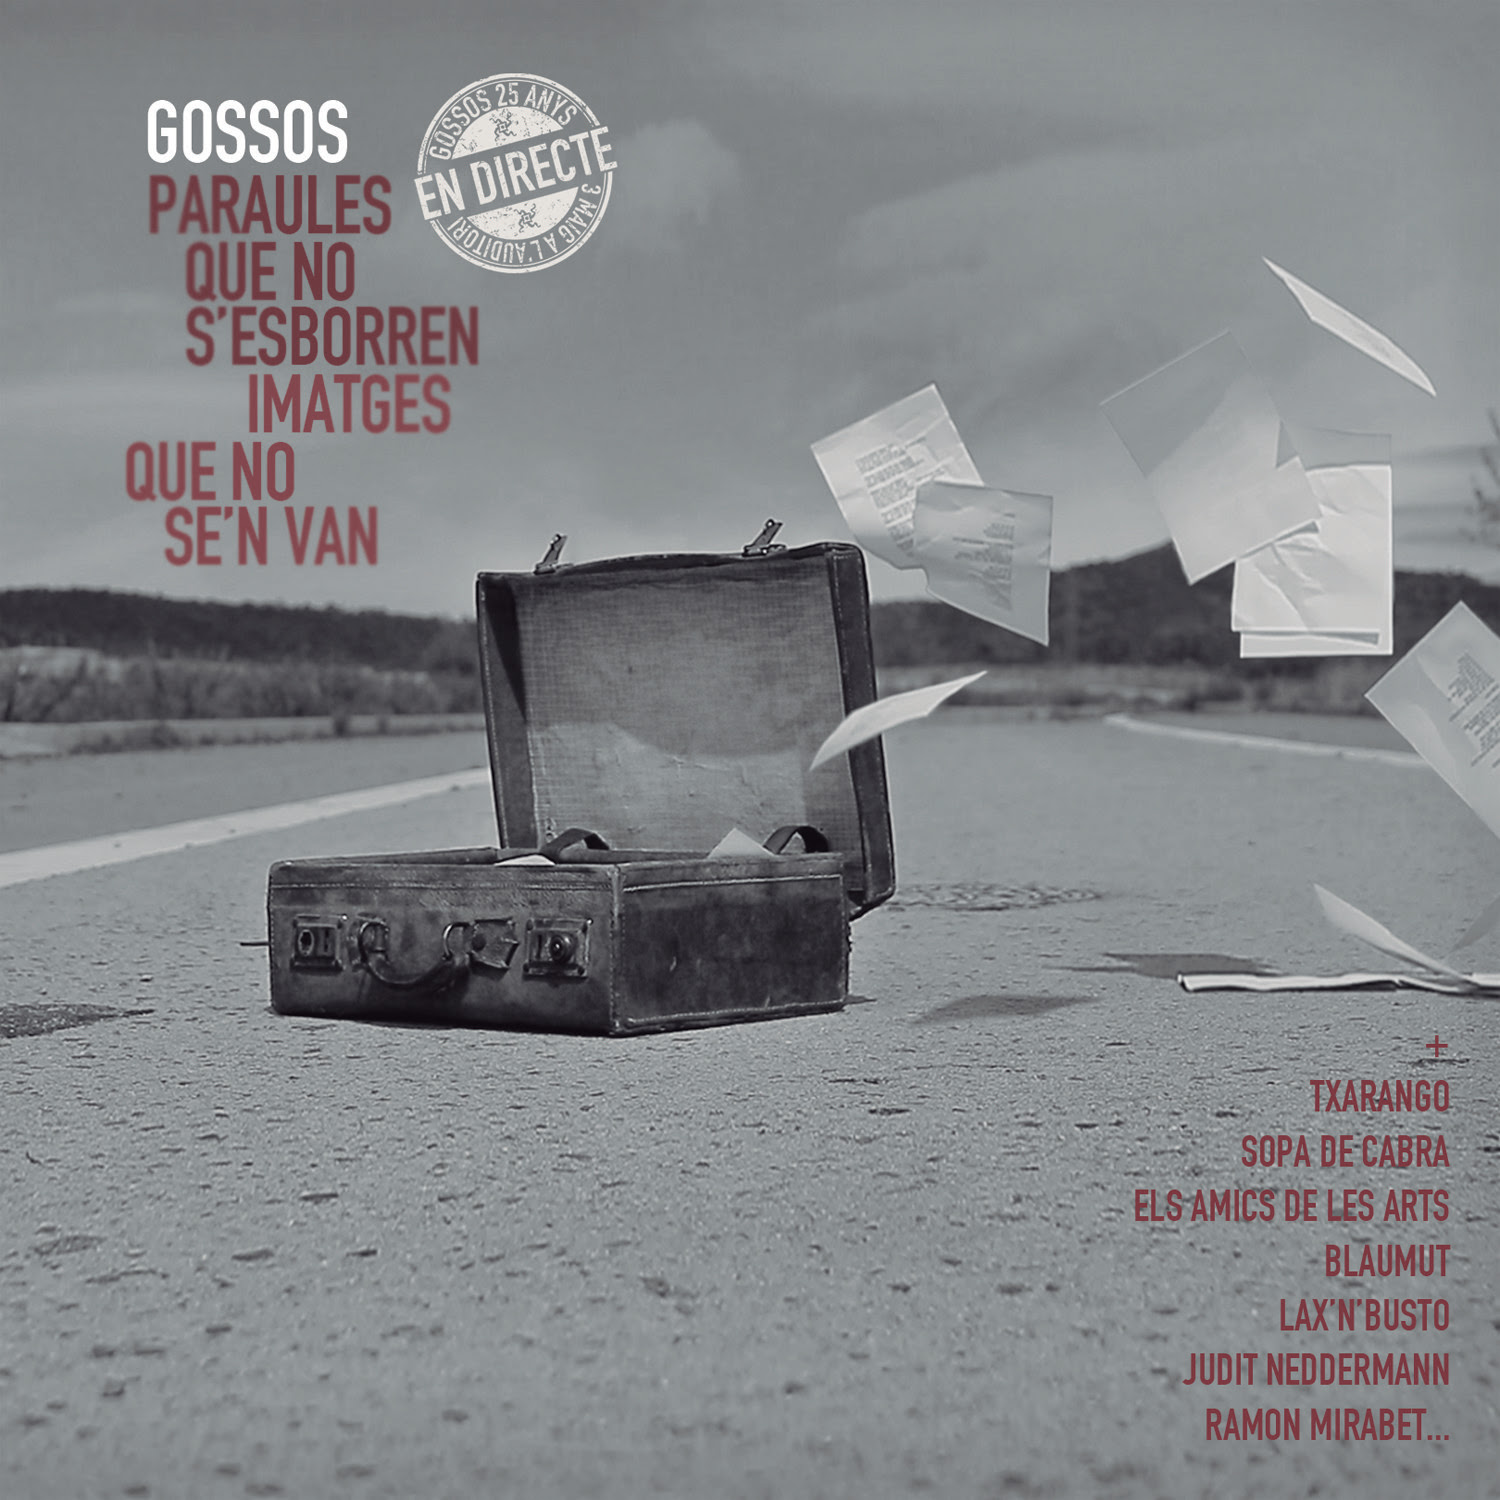 GOSSOS
PARAULES
QUE NO
S'ESBORREN
IMATGES
QUE NO
SE'N VAN
GOSSOS 25 ANYS
EN DIRECTE
3 MAIG A L'AUDITORI
+
TXARANGO
SOPA DE CABRA
ELS AMICS DE LES ARTS
BLAUMUT
LAX'N'BUSTO
JUDIT NEDDERMANN
RAMON MIRABET...